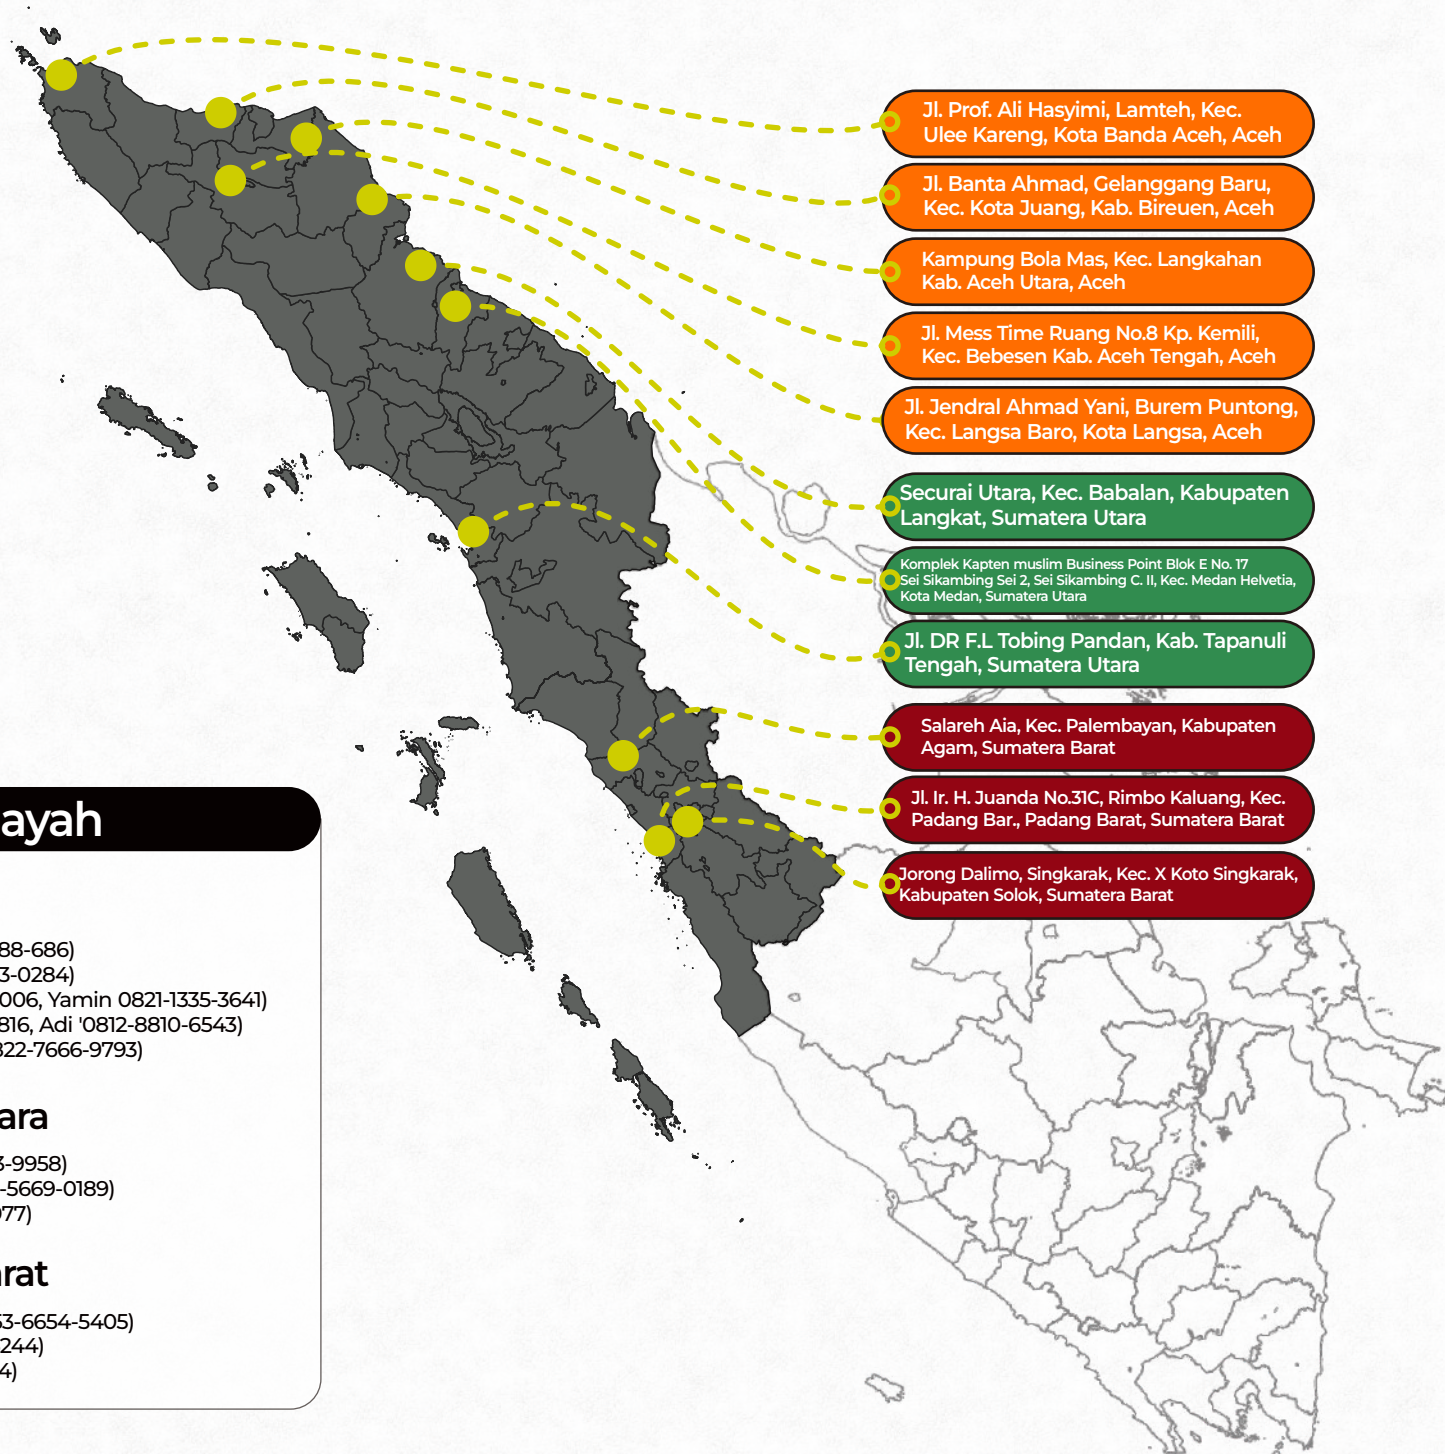 Jl. Prof. Ali Hasyimi, Lamteh, Kec.
Ulee Kareng, Kota Banda Aceh, Aceh
Jl. Banta Ahmad, Gelanggang Baru,
Kec. Kota Juang, Kab. Bireuen, Aceh
Kampung Bola Mas, Kec. Langkahan
Kab. Aceh Utara, Aceh
Jl. Mess Time Ruang No.8 Kp. Kemili,
Kec. Bebesen Kab. Aceh Tengah, Aceh
Jl. Jendral Ahmad Yani, Burem Puntong,
Kec. Langsa Baro, Kota Langsa, Aceh
Securai Utara, Kec. Babalan, Kabupaten
Langkat, Sumatera Utara
Komplek Kapten muslim Business Point Blok E No. 17
Sei Sikambing Sei 2, Sei Sikambing C. II, Kec. Medan Helvetia,
Kota Medan, Sumatera Utara
Jl. DR F.L Tobing Pandan, Kab. Tapanuli
Tengah, Sumatera Utara
Salareh Aia, Kec. Palembayan, Kabupaten
Agam, Sumatera Barat
Jl. Ir. H. Juanda No.31C, Rimbo Kaluang, Kec.
Padang Bar., Padang Barat, Sumatera Barat
Jorong Dalimo, Singkarak, Kec. X Koto Singkarak,
Kabupaten Solok, Sumatera Barat
ayah
88-686)
3-0284)
006, Yamin 0821-1335-3641)
816, Adi '0812-8810-6543)
822-7666-9793)
ara
3-9958)
-5669-0189)
977)
arat
53-6654-5405)
244)
4)